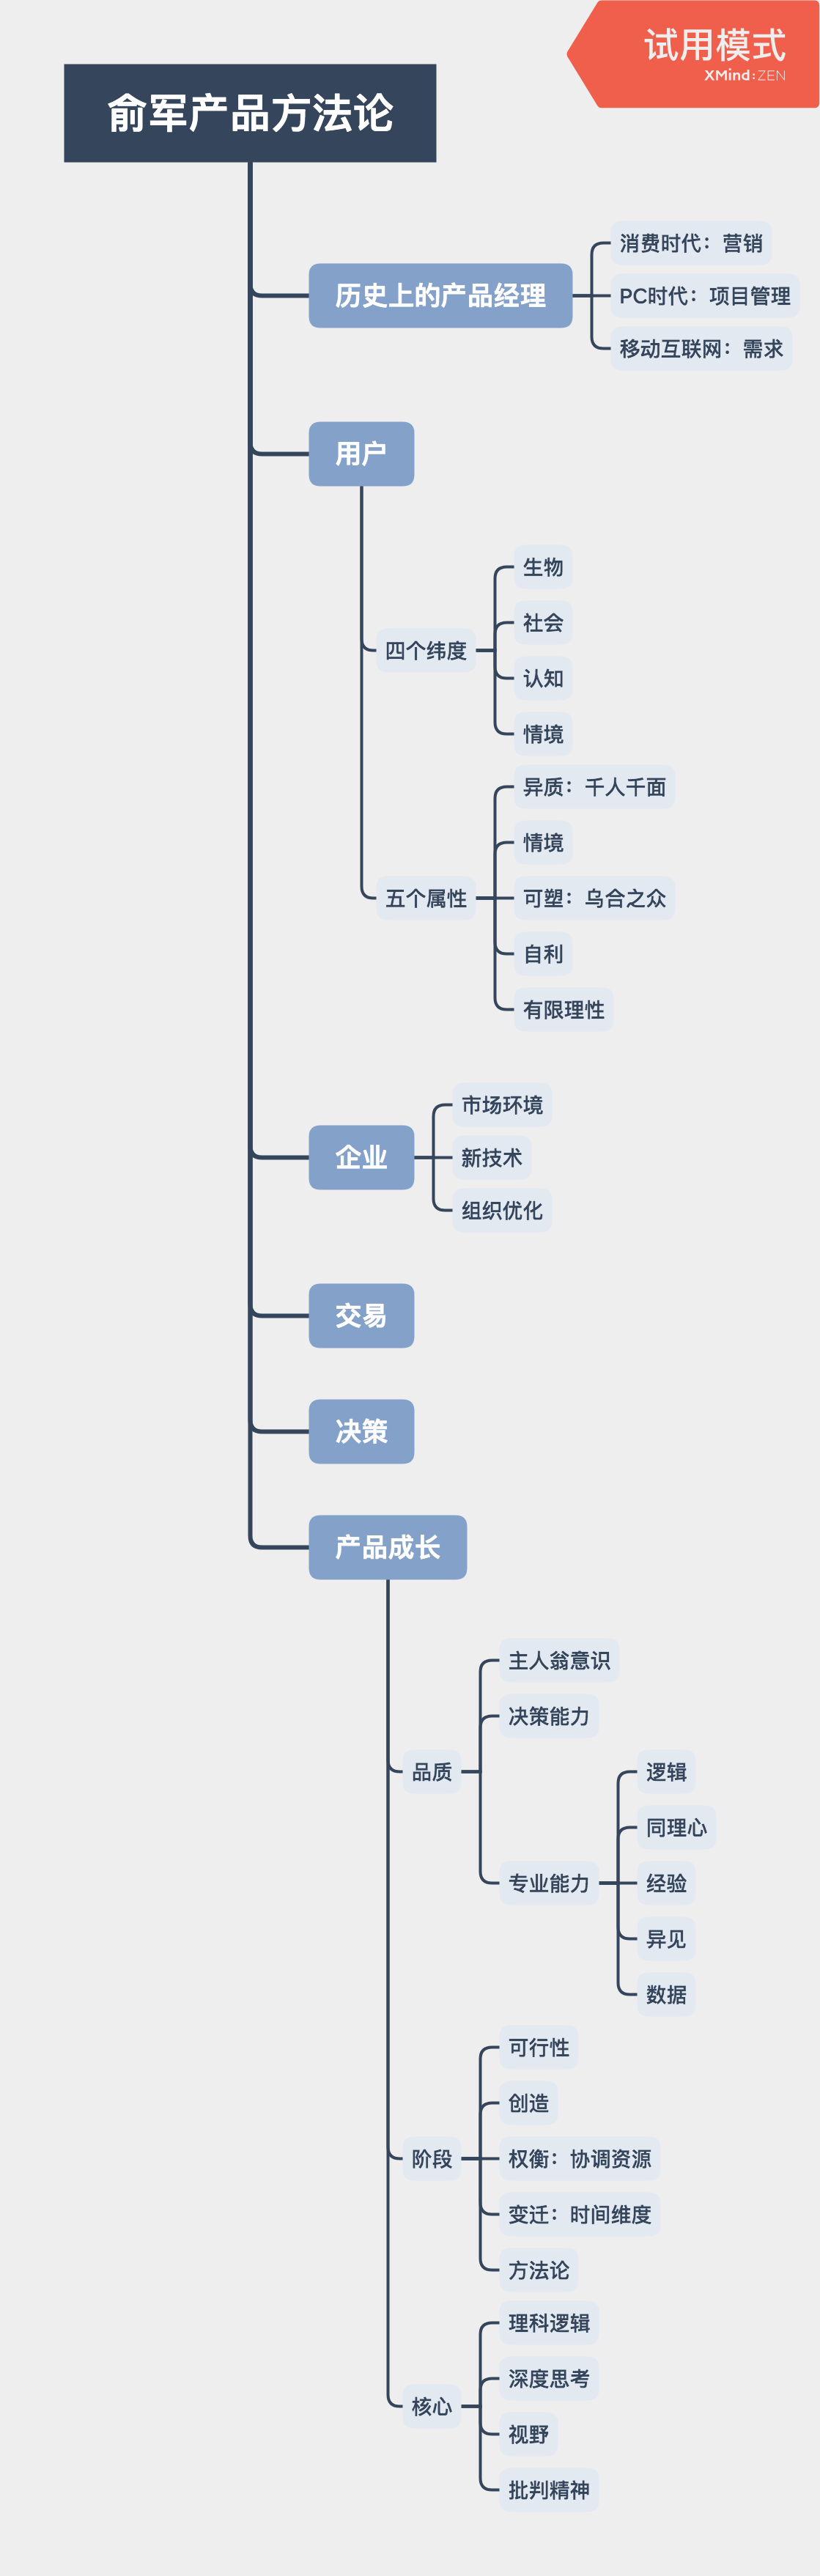 试用模式
XMind:ZEN
俞军产品方法论
历史上的产品经理
消费时代：营销
PC时代：项目管理
移动互联网：需求
用户
四个纬度
生物
社会
认知
情境
五个属性
异质：千人千面
情境
可塑：乌合之众
自利
有限理性
企业
市场环境
新技术
组织优化
交易
决策
产品成长
品质
主人翁意识
决策能力
专业能力
逻辑
同理心
经验
异见
数据
阶段
可行性
创造
权衡：协调资源
变迁：时间维度
方法论
核心
理科逻辑
深度思考
视野
批判精神